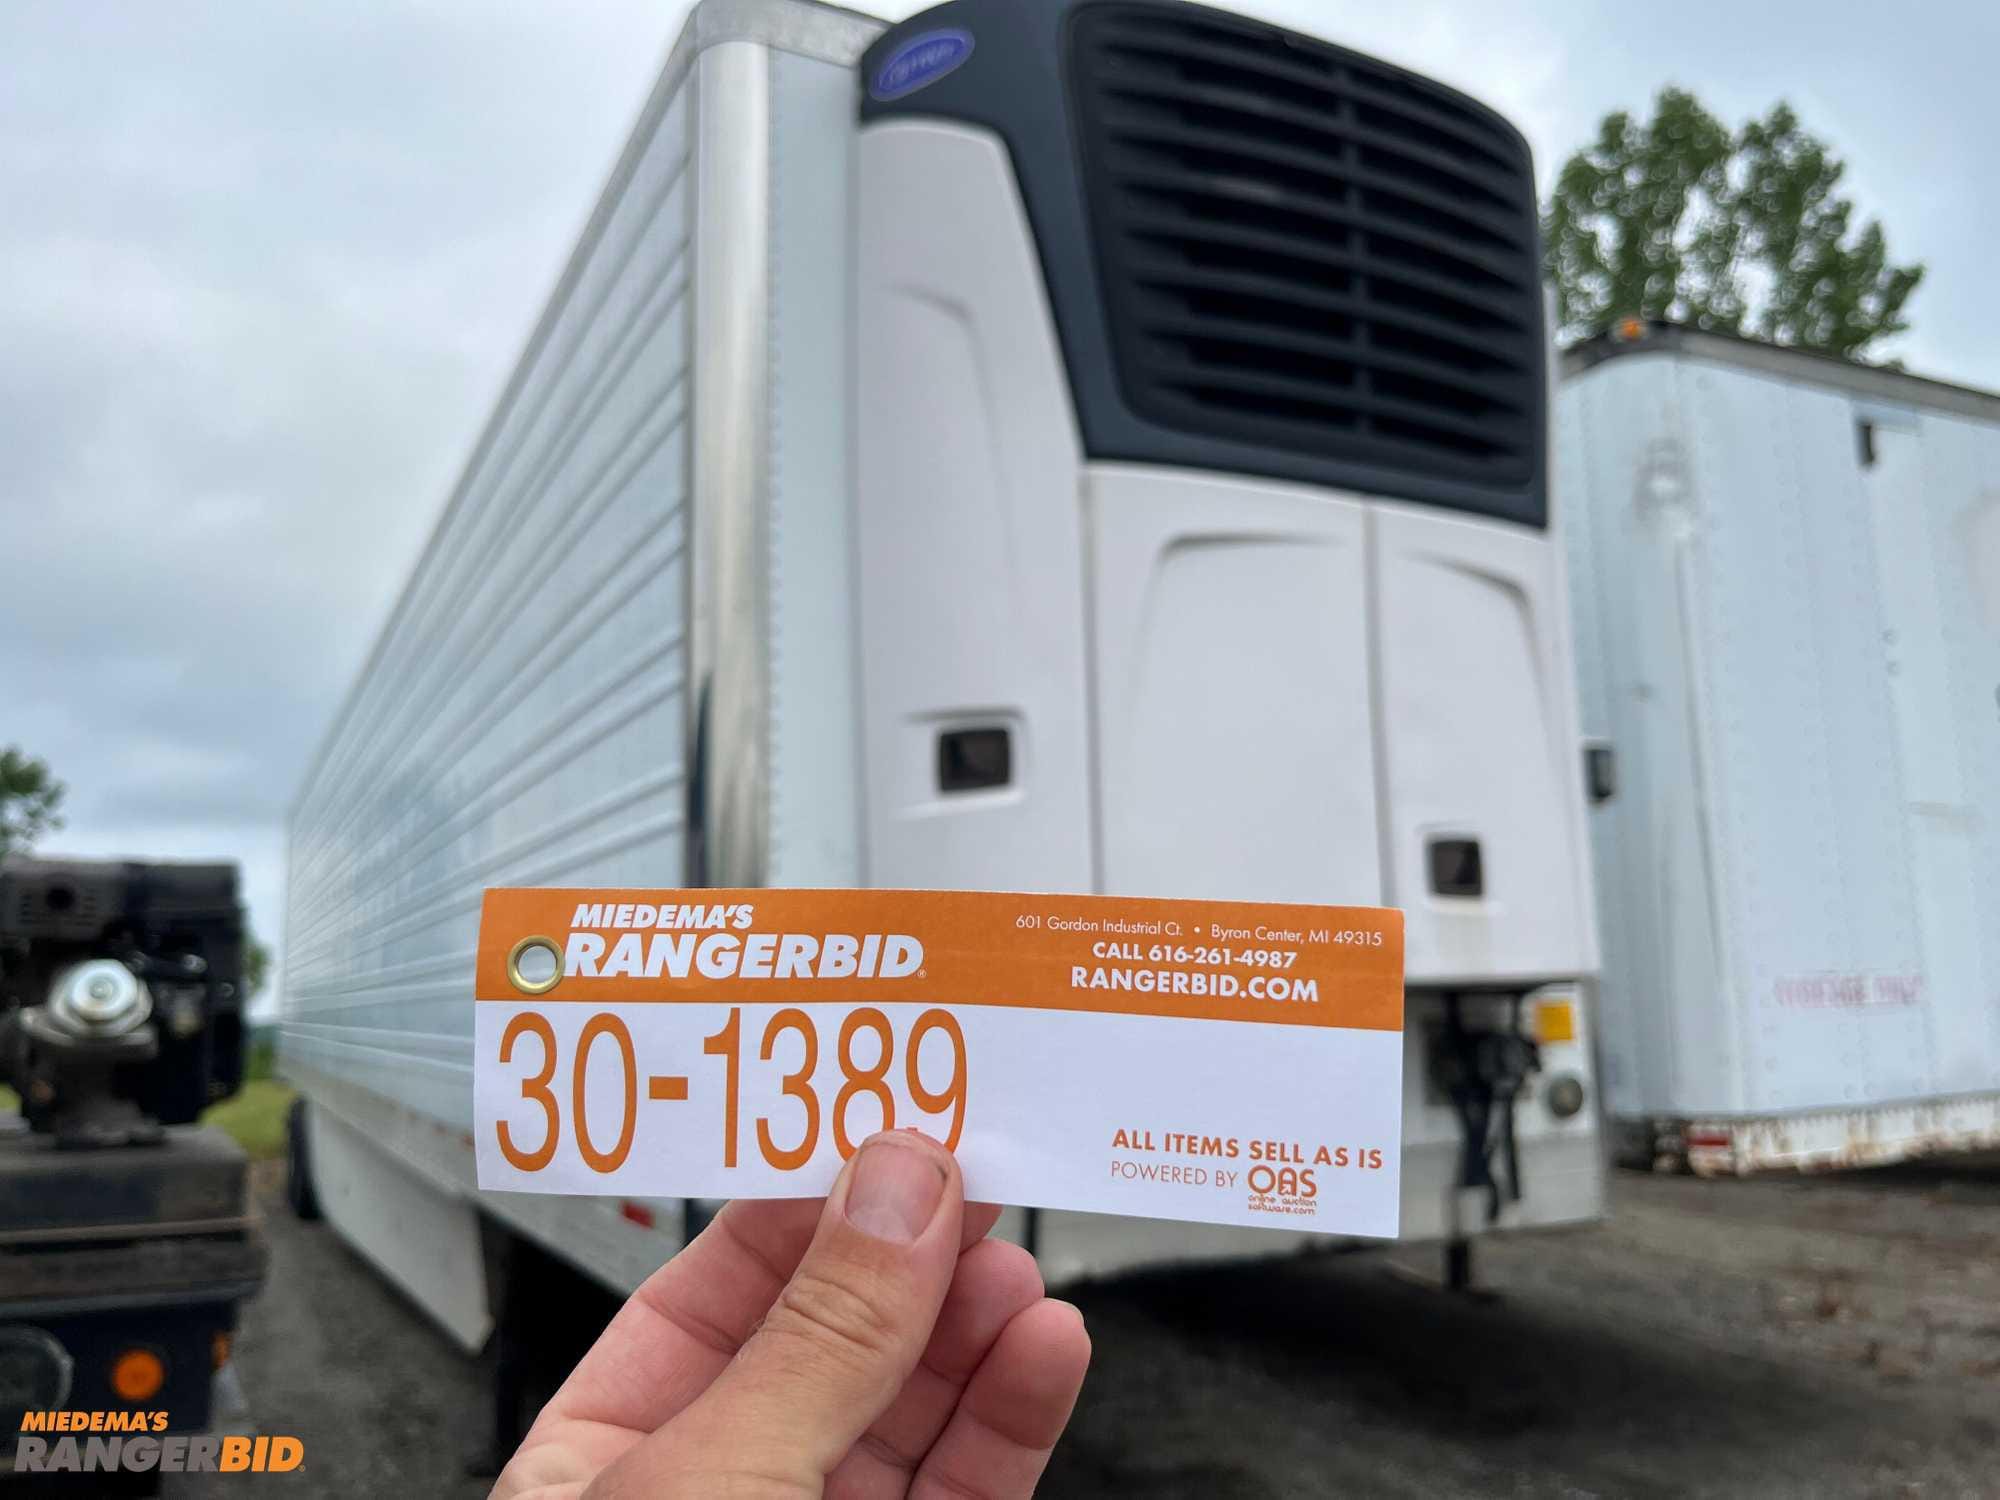 Carrier
MIEDEMA'S
RANGERBID®
601 Gordon Industrial Ct. • Byron Center, MI 49315
CALL 616-261-4987
RANGERBID.COM
30-1389
ALL ITEMS SELL AS IS
POWERED BY OAS
online auction
software.com
MIEDEMA'S
RANGERBID